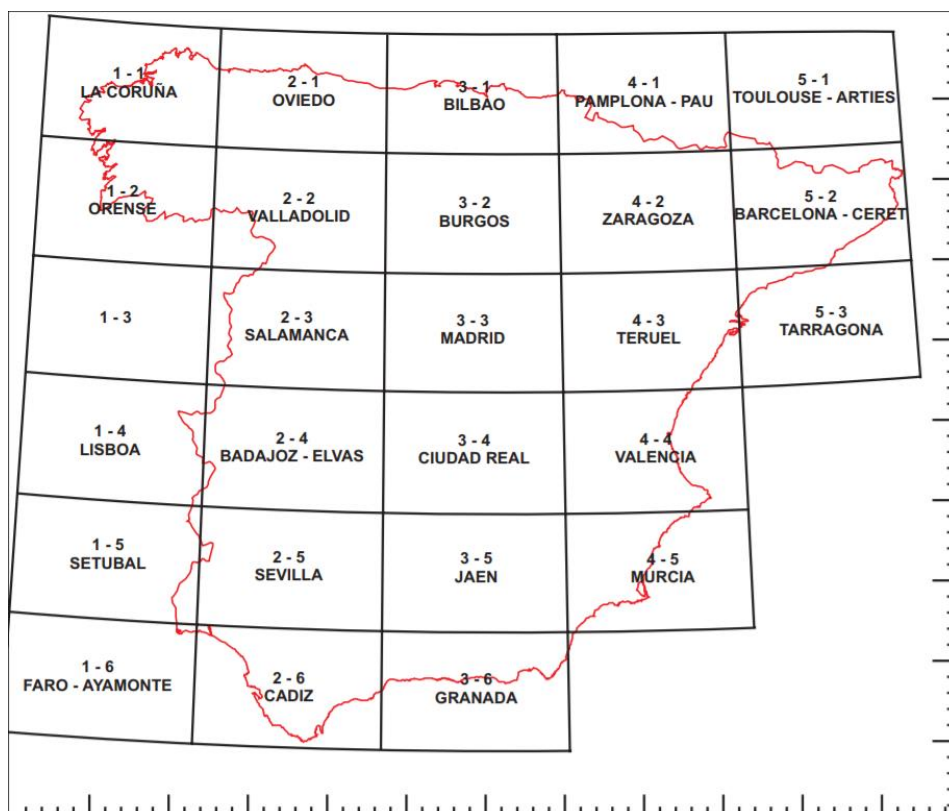 1 - 1
LA CORUÑA
2 - 1
OVIEDO
3 - 1
BILBAO
4 - 1
PAMPLONA - PAU
5 - 1
TOULOUSE - ARTIES
1 - 2
ORENSE
2 - 2
VALLADOLID
3 - 2
BURGOS
4 - 2
ZARAGOZA
5 - 2
BARCELONA - CERET
1 - 3
2 - 3
SALAMANCA
3 - 3
MADRID
4 - 3
TERUEL
5 - 3
TARRAGONA
1 - 4
LISBOA
2 - 4
BADAJOZ - ELVAS
3 - 4
CIUDAD REAL
4 - 4
VALENCIA
1 - 5
SETUBAL
2 - 5
SEVILLA
3 - 5
JAEN
4 - 5
MURCIA
1 - 6
FARO - AYAMONTE
2 - 6
CADIZ
3 - 6
GRANADA